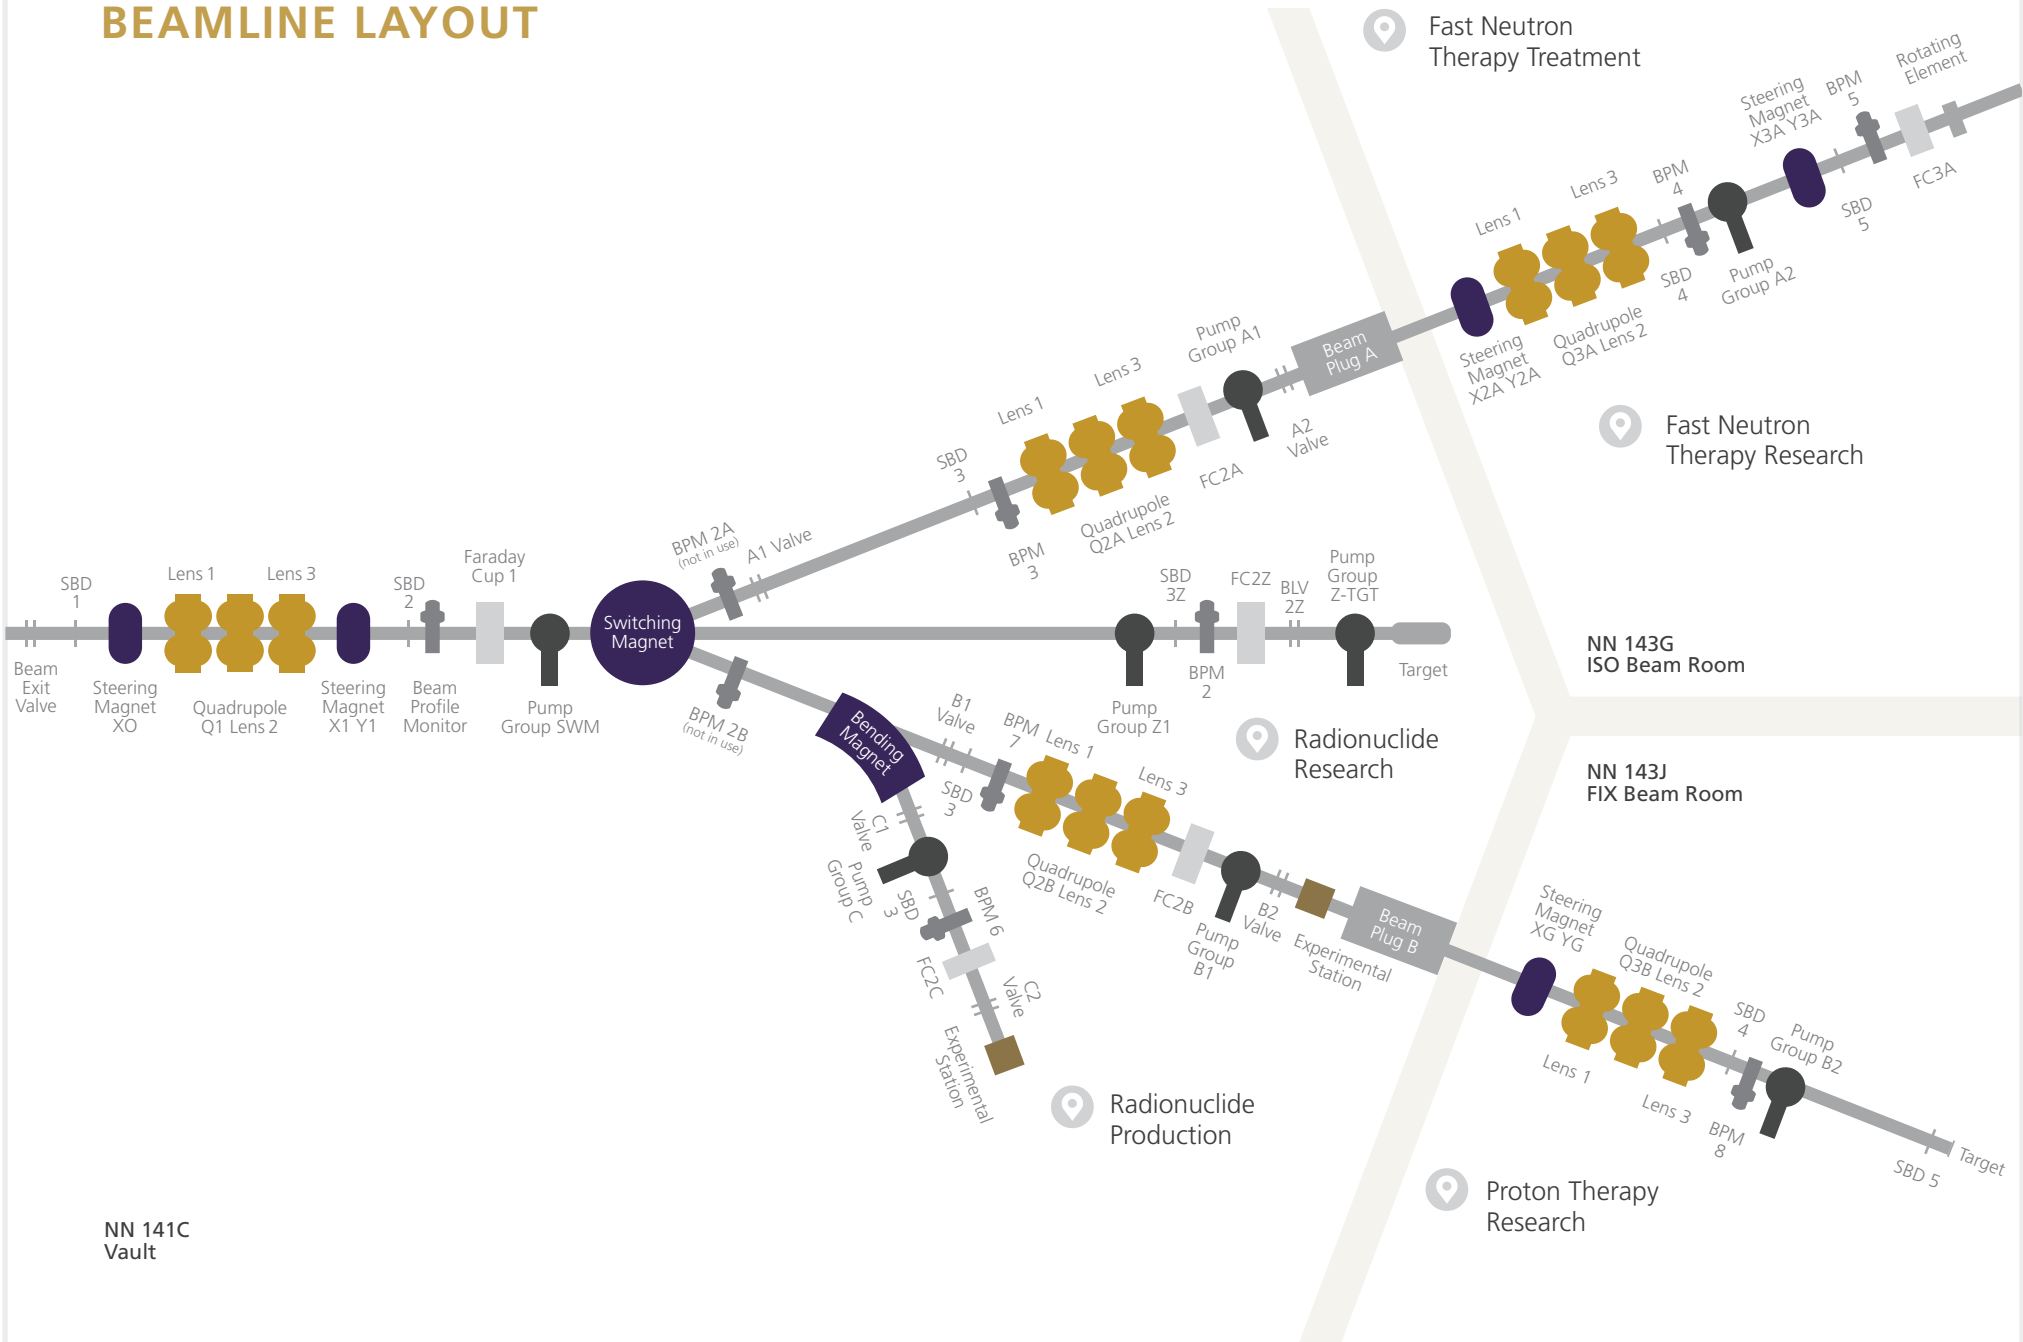 BEAMLINE LAYOUT
Fast Neutron
Therapy Treatment
Rotating
Element
BPM
5
Steering
Magnet
X3A Y3A
FC3A
SBD
5
BPM
4
Lens 3
Lens 1
Pump
Group A2
SBD
4
Quadrupole
Q3A Lens 2
Steering
Magnet
X2A Y2A
Beam
Plug A
Pump
Group A1
A2
Valve
Lens 3
Lens 1
FC2A
Quadrupole
Q2A Lens 2
SBD
3
BPM
3
Fast Neutron
Therapy Research
BPM 2A
(not in use)
A1 Valve
SBD
1
Lens 1
Lens 3
SBD
2
Faraday
Cup 1
Switching
Magnet
Beam
Exit
Valve
Steering
Magnet
XO
Quadrupole
Q1 Lens 2
Steering
Magnet
X1 Y1
Beam
Profile
Monitor
Pump
Group SWM
SBD
3Z
FC2Z
BLV
2Z
Pump
Group
Z-TGT
Pump
Group Z1
BPM
2
Target
Radionuclide
Research
NN 143G
ISO Beam Room
NN 143J
FIX Beam Room
BPM 2B
(not in use)
Bending
Magnet
B1
Valve
BPM
7
Lens 1
Lens 3
SBD
3
Quadrupole
Q2B Lens 2
FC2B
Pump
Group
B1
B2
Valve
Experimental
Station
Beam
Plug B
C1
Valve
Pump
Group C
SBD
3
BPM 6
FC2C
C2
Valve
Experimental
Station
Radionuclide
Production
Steering
Magnet
XG YG
Quadrupole
Q3B Lens 2
Lens 1
Lens 3
SBD
4
Pump
Group B2
BPM
8
SBD 5
Target
Proton Therapy
Research
NN 141C
Vault